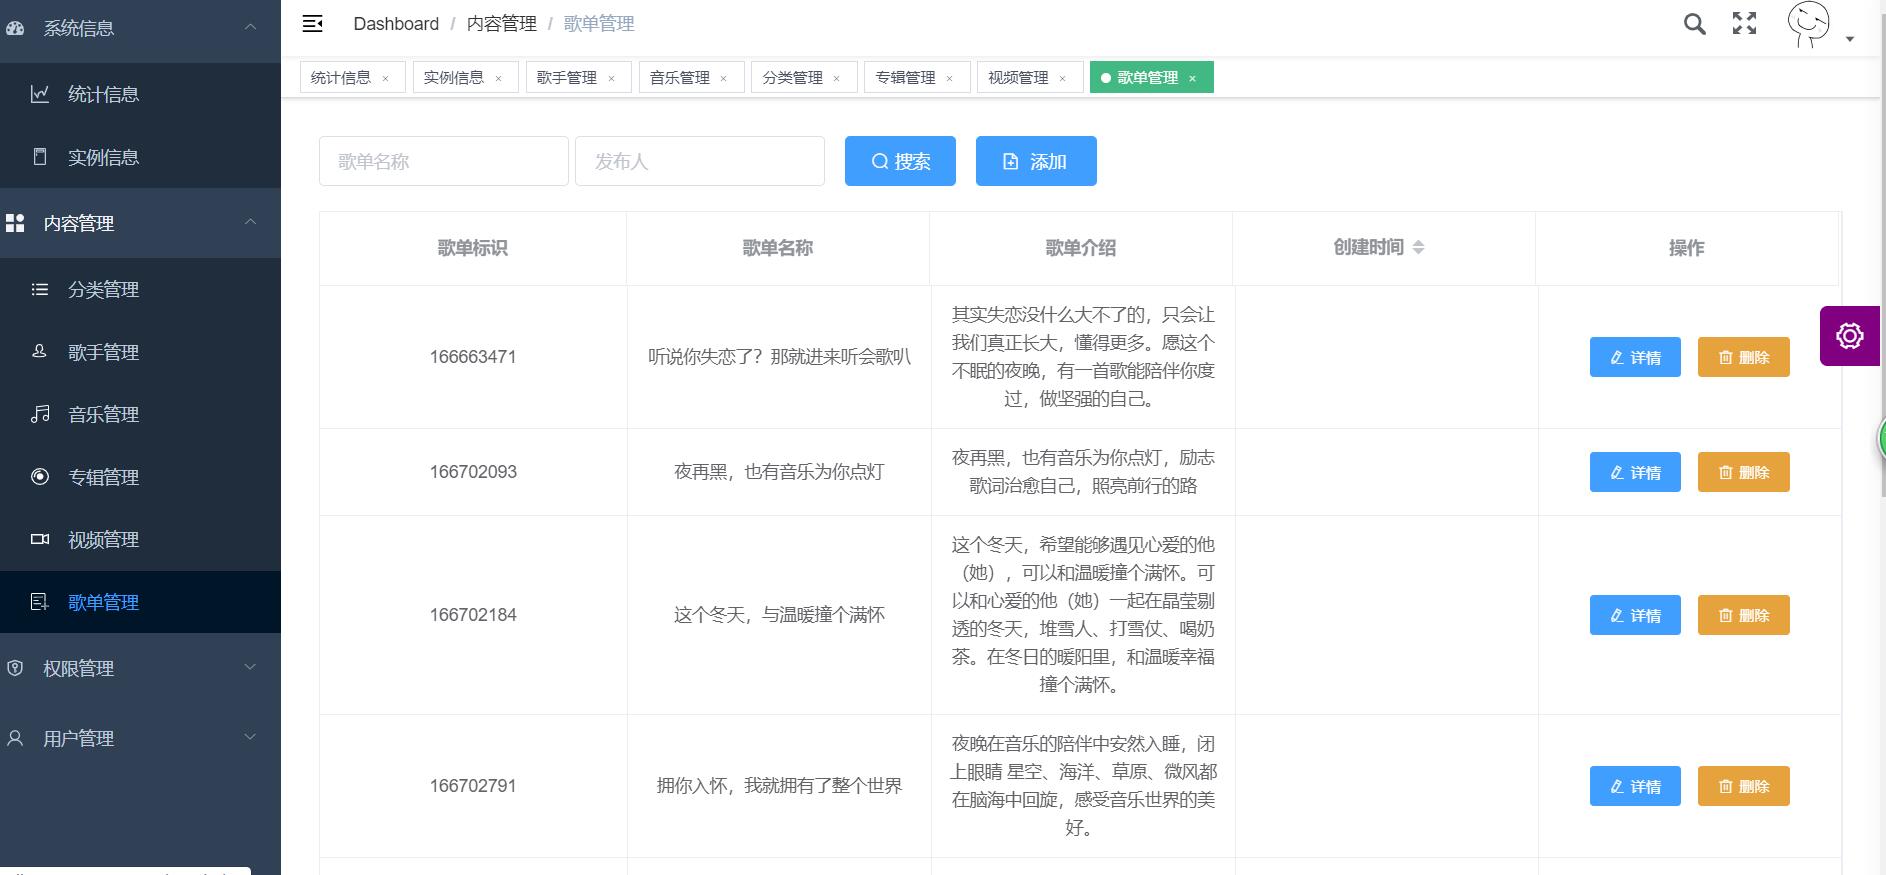 系统信息
统计信息
实例信息
内容管理
分类管理
歌手管理
音乐管理
专辑管理
视频管理
歌单管理
权限管理
用户管理
Dashboard / 内容管理 / 歌单管理
统计信息 × 实例信息 × 歌手管理 × 音乐管理 × 分类管理 × 专辑管理 × 视频管理 × 歌单管理 ×
歌单名称 发布人 搜索 添加
歌单标识 歌单名称 歌单介绍 创建时间 操作
166663471
听说你失恋了？那就进来听会歌叭
其实失恋没什么大不了的，只会让
我们真正长大，懂得更多。愿这个
不眠的夜晚，有一首歌能陪伴你度
过，做坚强的自己。
详情 删除
166702093
夜再黑，也有音乐为你点灯
夜再黑，也有音乐为你点灯，励志
歌词治愈自己，照亮前行的路
详情 删除
166702184
这个冬天，与温暖撞个满怀
这个冬天，希望能够遇见心爱的他
（她），可以和温暖撞个满怀。可
以和心爱的他（她）一起在晶莹剔
透的冬天，堆雪人、打雪仗、喝奶
茶。在冬日的暖阳里，和温暖幸福
撞个满怀。
详情 删除
166702791
拥你入怀，我就拥有了整个世界
夜晚在音乐的陪伴中安然入睡，闭
上眼睛 星空、海洋、草原、微风都
在脑海中回旋，感受音乐世界的美
好。
详情 删除